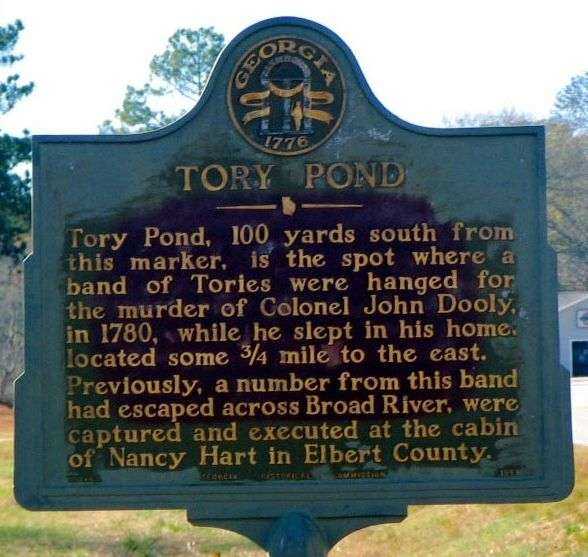 GEORGIA
1776
TORY POND
Tory Pond, 100 yards south from
this marker, is the spot where a
band of Tories were hanged for
the murder of Colonel John Dooly,
in 1780, while he slept in his home,
located some 3/4 mile to the east.
Previously, a number from this band
had escaped across Broad River, were
captured and executed at the cabin
of Nancy Hart in Elbert County.
GEORGIA HISTORICAL COMMISSION